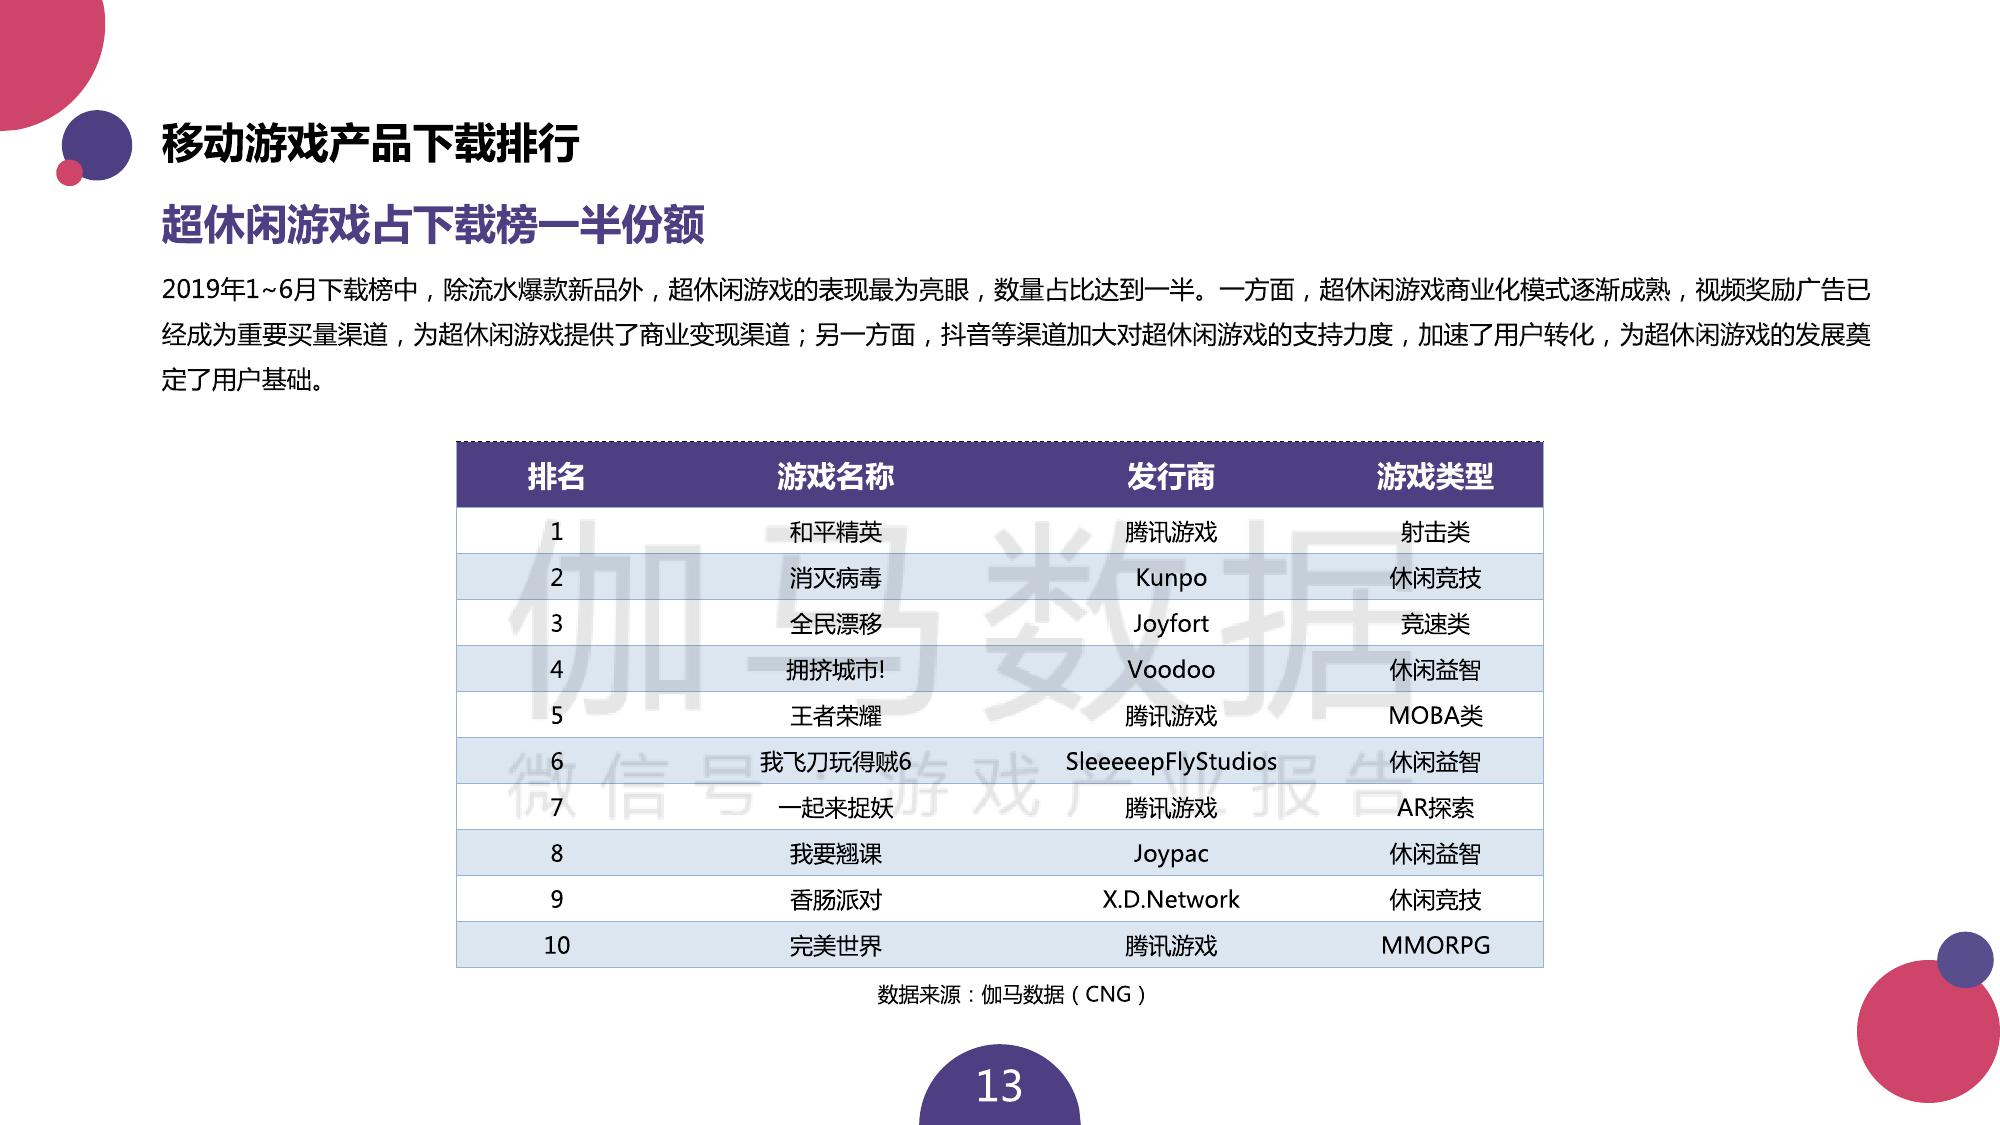 移动游戏产品下载排行
超休闲游戏占下载榜一半份额
2019年1~6月下载榜中，除流水爆款新品外，超休闲游戏的表现最为亮眼，数量占比达到一半。一方面，超休闲游戏商业化模式逐渐成熟，视频奖励广告已
经成为重要买量渠道，为超休闲游戏提供了商业变现渠道；另一方面，抖音等渠道加大对超休闲游戏的支持力度，加速了用户转化，为超休闲游戏的发展奠
定了用户基础。
排名 游戏名称 发行商 游戏类型
1 和平精英 腾讯游戏 射击类
2 消灭病毒 Kunpo 休闲竞技
3 全民漂移 Joyfort 竞速类
4 拥挤城市! Voodoo 休闲益智
5 王者荣耀 腾讯游戏 MOBA类
6 我飞刀玩得贼6 SleeeeepFlyStudios 休闲益智
7 一起来捉妖 腾讯游戏 AR探索
8 我要翘课 Joypac 休闲益智
9 香肠派对 X.D.Network 休闲竞技
10 完美世界 腾讯游戏 MMORPG
伽马数据
微信号：游戏产业报告
数据来源：伽马数据（CNG）
13